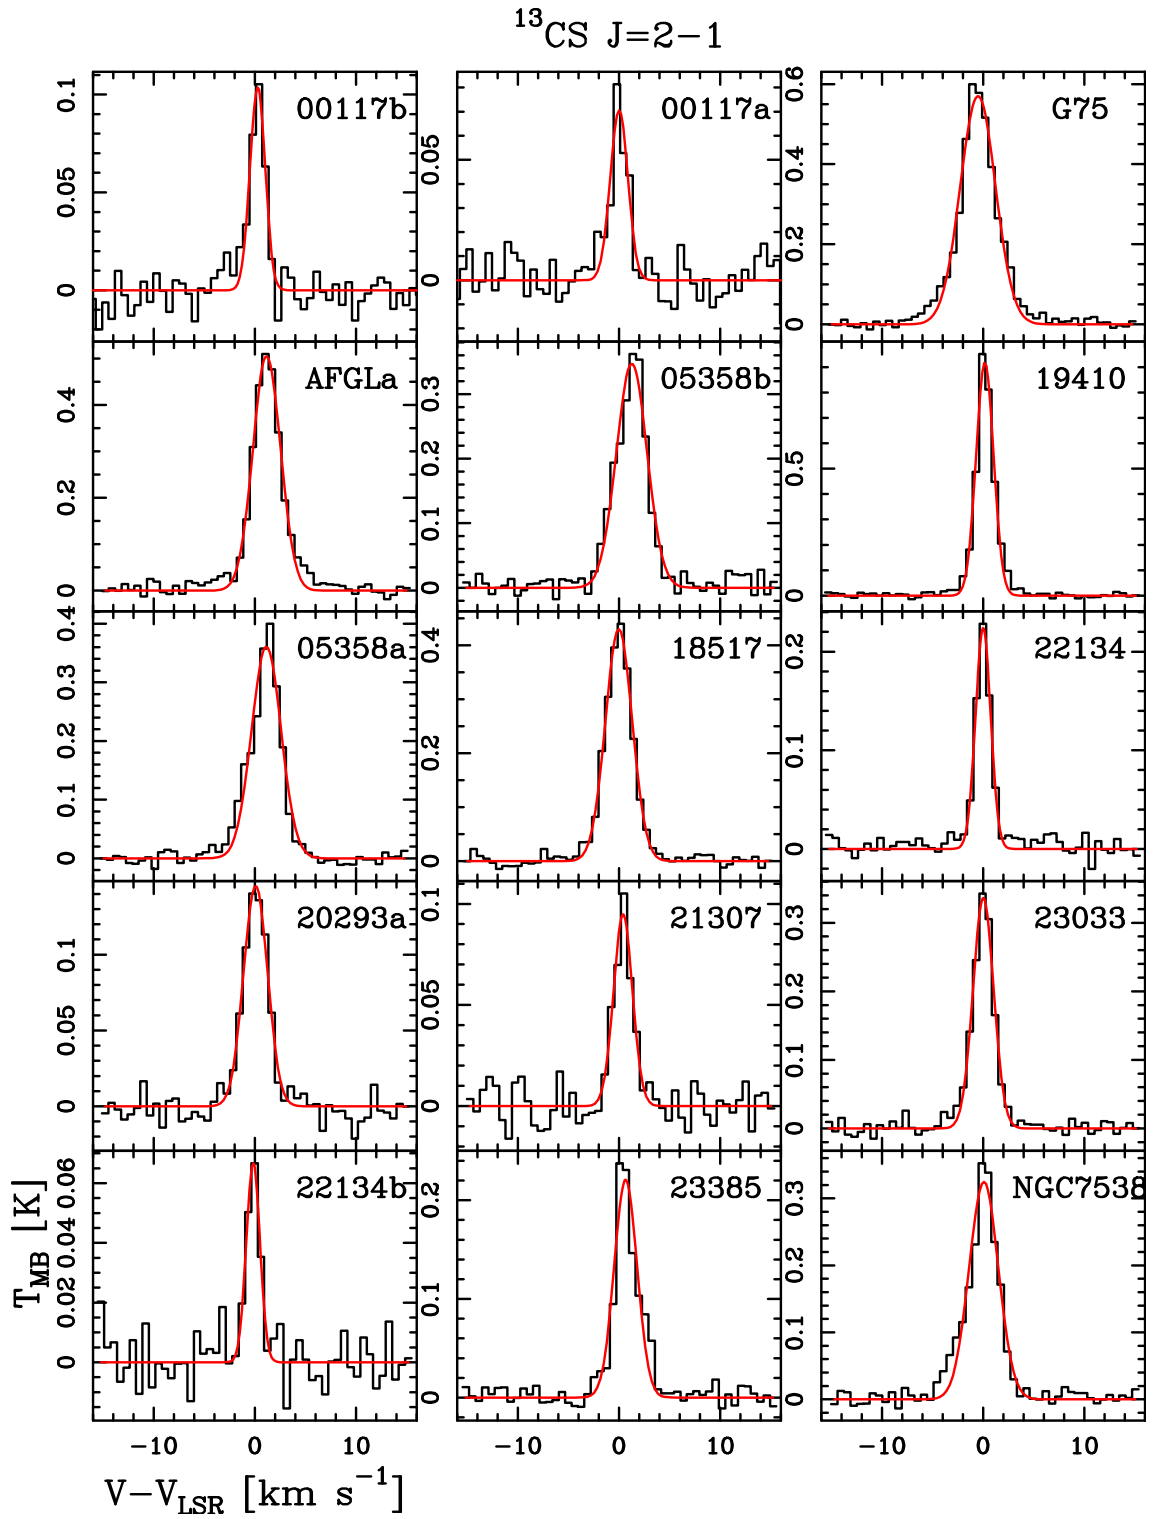 ¹³CS J=2−1
00117b
00117a
G75
0 0.05 0.1
0 0.05
0 0.2 0.4 0.6
AFGLa
05358b
19410
0 0.2 0.4
0 0.1 0.2 0.3
0 0.5
05358a
18517
22134
0 0.1 0.2 0.3 0.4
0 0.2 0.4
0 0.1 0.2
20293a
21307
23033
0 0.05 0.1
0 0.05 0.1
0 0.1 0.2 0.3
22134b
23385
NGC7538
0 0.02 0.04 0.06
0 0.1 0.2
0 0.1 0.2 0.3
T_MB [K]
−10 0 10
−10 0 10
−10 0 10
V−V_LSR [km s⁻¹]